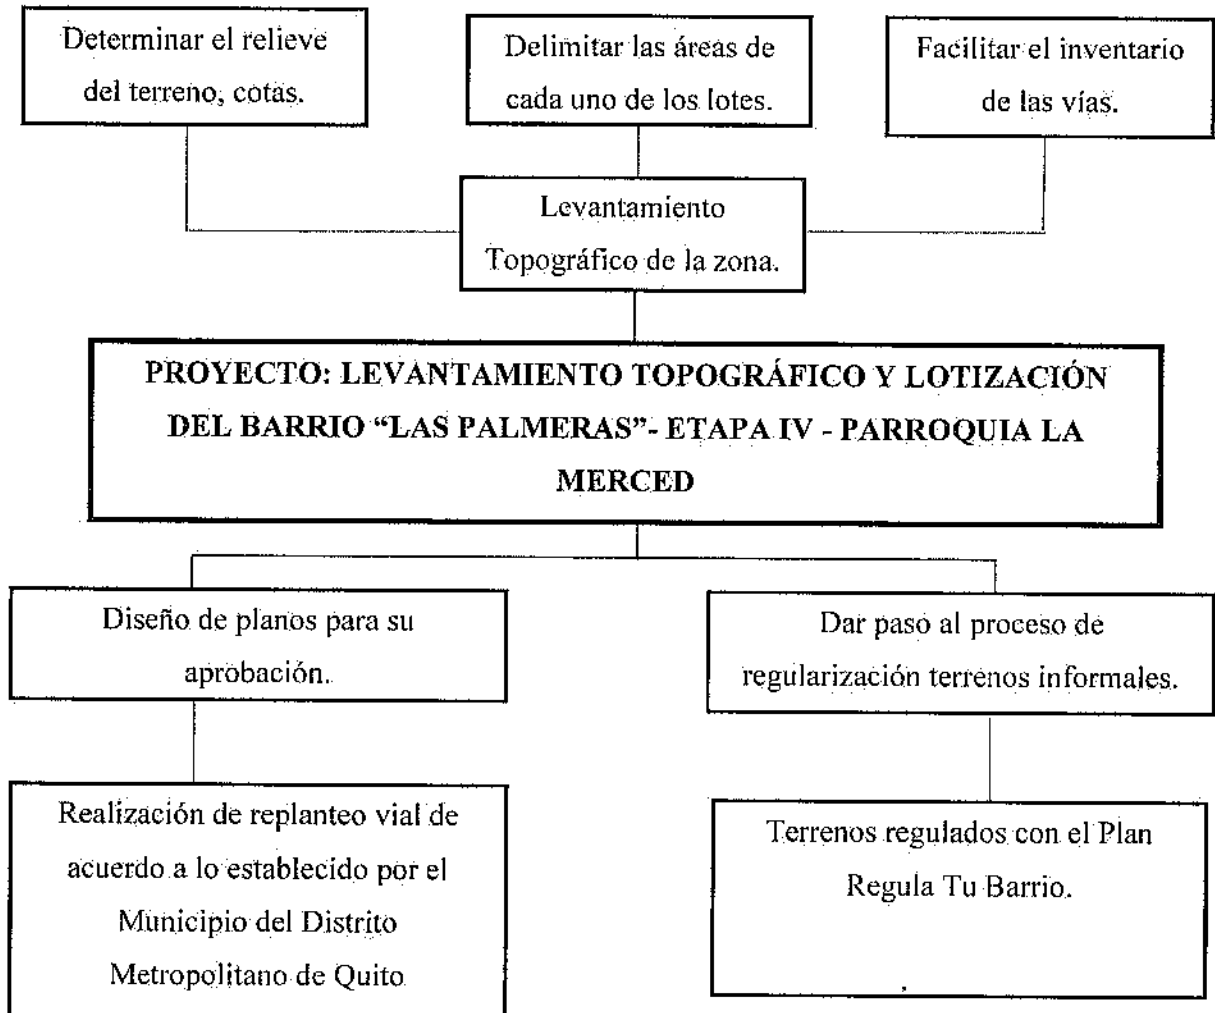 Determinar el relieve
del terreno, cotas.
Delimitar las áreas de
cada uno de los lotes.
Facilitar el inventario
de las vías.
Levantamiento
Topográfico de la zona.
PROYECTO: LEVANTAMIENTO TOPOGRÁFICO Y LOTIZACIÓN
DEL BARRIO “LAS PALMERAS”- ETAPA IV - PARROQUIA LA
MERCED
Diseño de planos para su
aprobación.
Dar paso al proceso de
regularización terrenos informales.
Realización de replanteo vial de
acuerdo a lo establecido por el
Municipio del Distrito
Metropolitano de Quito
Terrenos regulados con el Plan
Regula Tu Barrio.